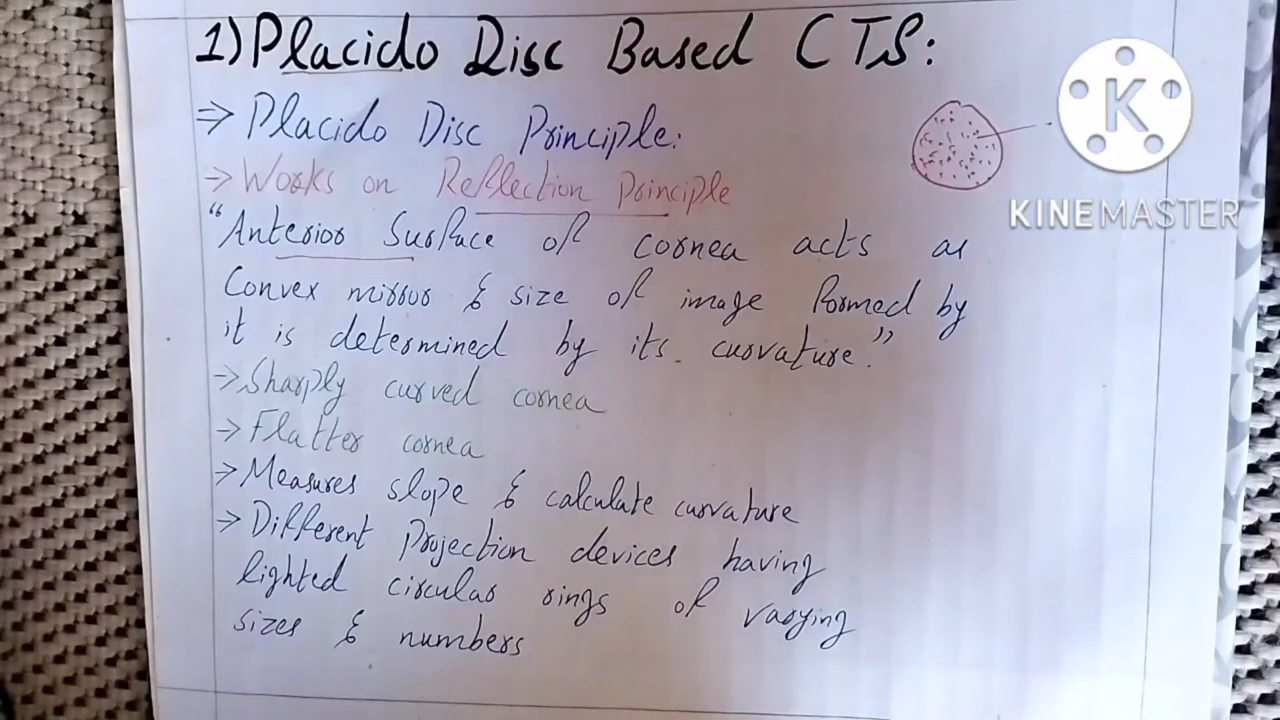 1) Placido Disc Based CTS:
⇒ Placido Disc Principle:
→ Works on Reflection Principle
"Anterior Surface of cornea acts as
Convex mirror & size of image formed by
it is determined by its curvature."
→ Sharply curved cornea
→ Flatter cornea
→ Measures slope & calculate curvature
→ Different Projection devices having
lighted circular rings of varying
sizes & numbers
K
KINEMASTER